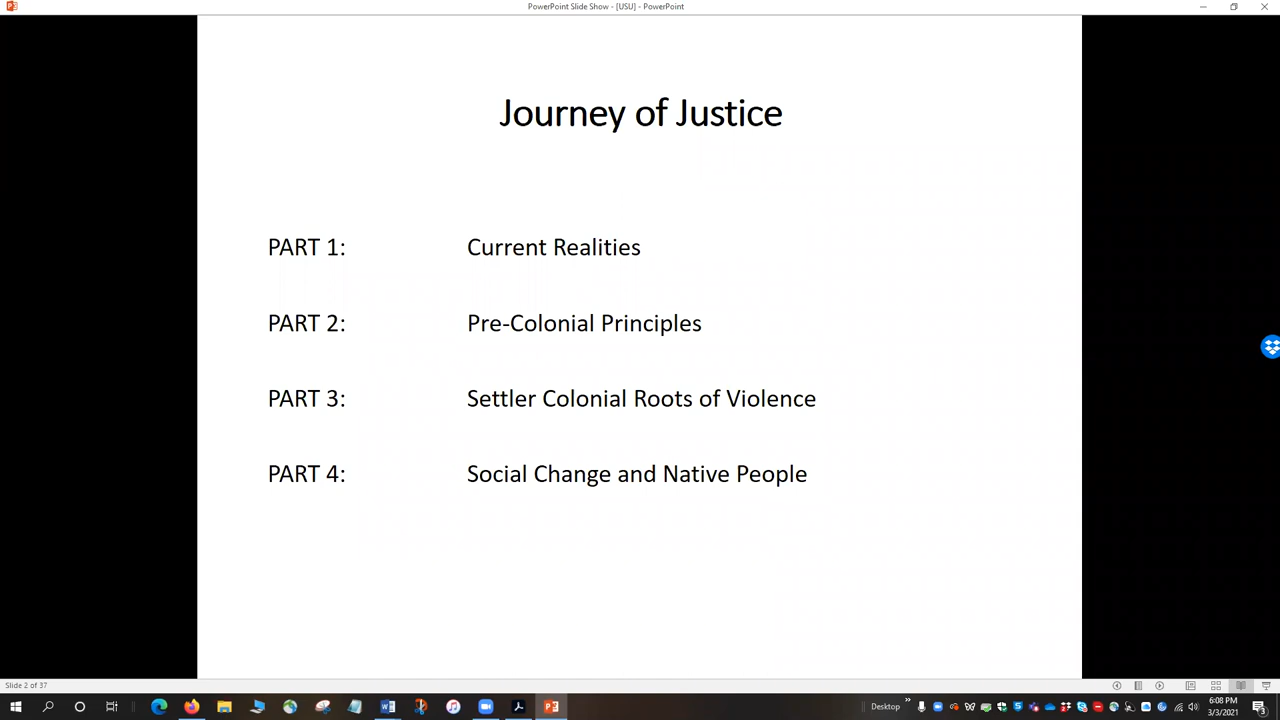 PowerPoint Slide Show - [USU] - PowerPoint
Journey of Justice
PART 1: Current Realities
PART 2: Pre-Colonial Principles
PART 3: Settler Colonial Roots of Violence
PART 4: Social Change and Native People
Slide 2 of 37
Desktop
6:08 PM
3/3/2021